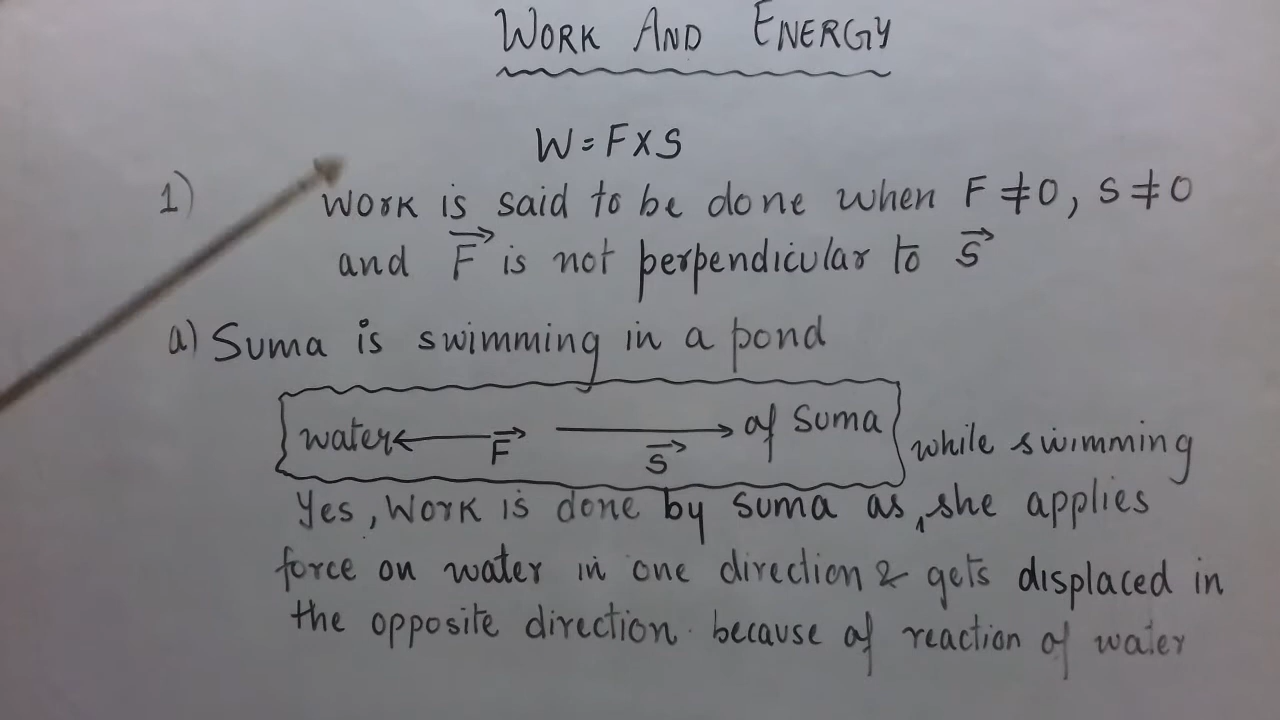 WORK AND ENERGY
W = F X S
1) Work is said to be done when F ≠ 0, S ≠ 0
and F⃗ is not perpendicular to S⃗
a) Suma is swimming in a pond
water ← F⃗ → S⃗ of Suma
while swimming
Yes, Work is done by Suma as, she applies
force on water in one direction & gets displaced in
the opposite direction. because of reaction of water